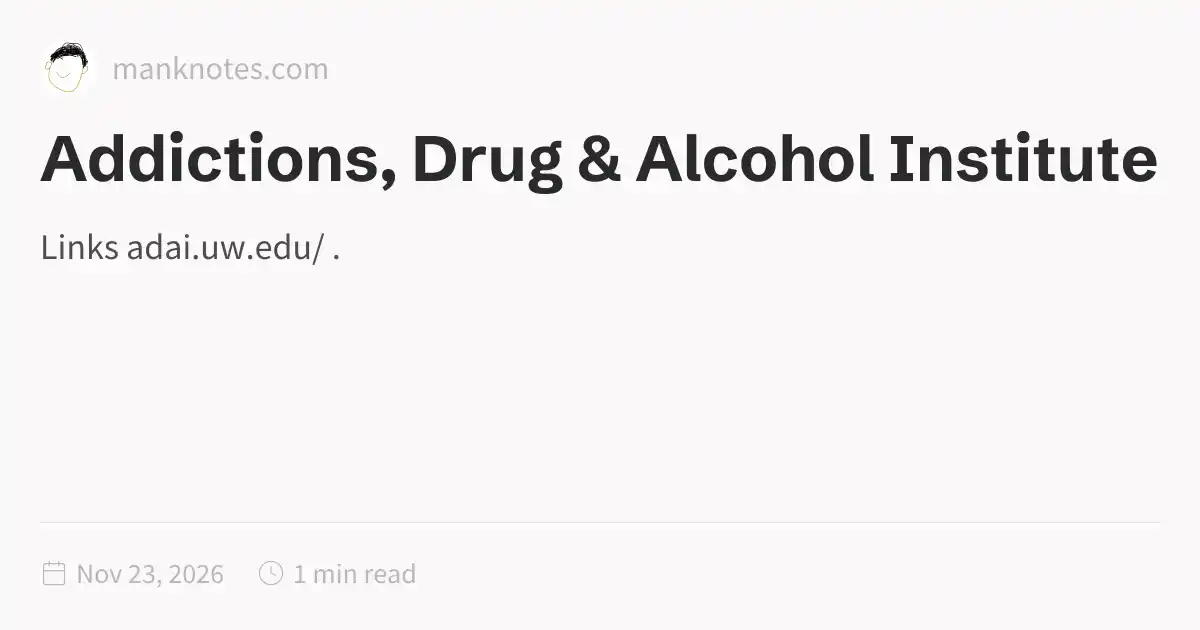 manknotes.com
Addictions, Drug & Alcohol Institute
Links adai.uw.edu/ .
Nov 23, 2026 1 min read